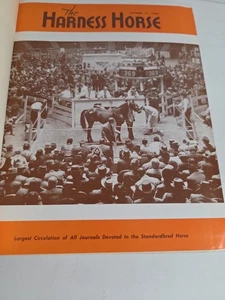 The
HARNESS HORSE
Largest Circulation of All Journals Devoted to the Standardbred Horse